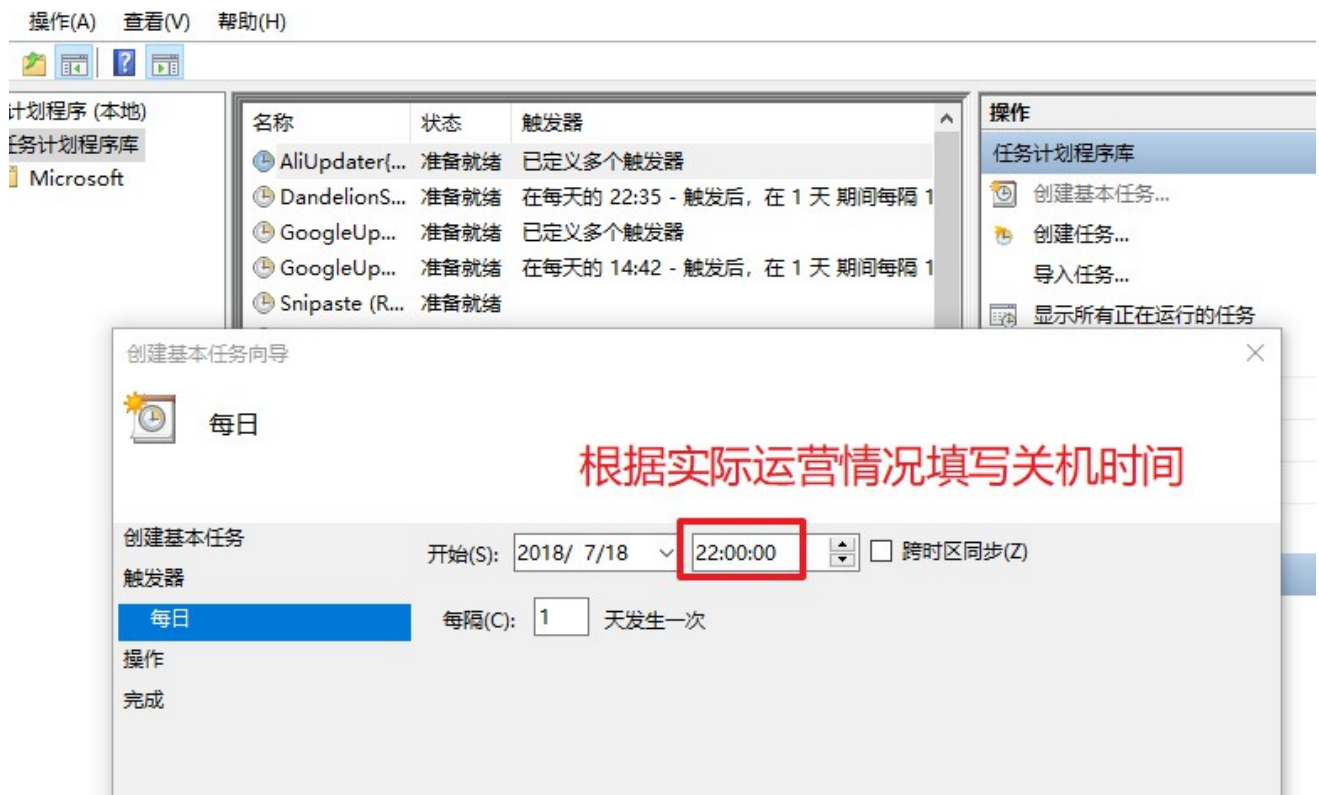 操作(A) 查看(V) 帮助(H)
计划程序 (本地)
任务计划程序库
Microsoft
名称 状态 触发器
AliUpdater{... 准备就绪 已定义多个触发器
DandelionS... 准备就绪 在每天的 22:35 - 触发后，在 1 天 期间每隔 1
GoogleUp... 准备就绪 已定义多个触发器
GoogleUp... 准备就绪 在每天的 14:42 - 触发后，在 1 天 期间每隔 1
Snipaste (R... 准备就绪
操作
任务计划程序库
创建基本任务...
创建任务...
导入任务...
显示所有正在运行的任务
创建基本任务向导
每日
根据实际运营情况填写关机时间
创建基本任务
触发器
每日
操作
完成
开始(S): 2018/ 7/18 22:00:00 跨时区同步(Z)
每隔(C): 1 天发生一次